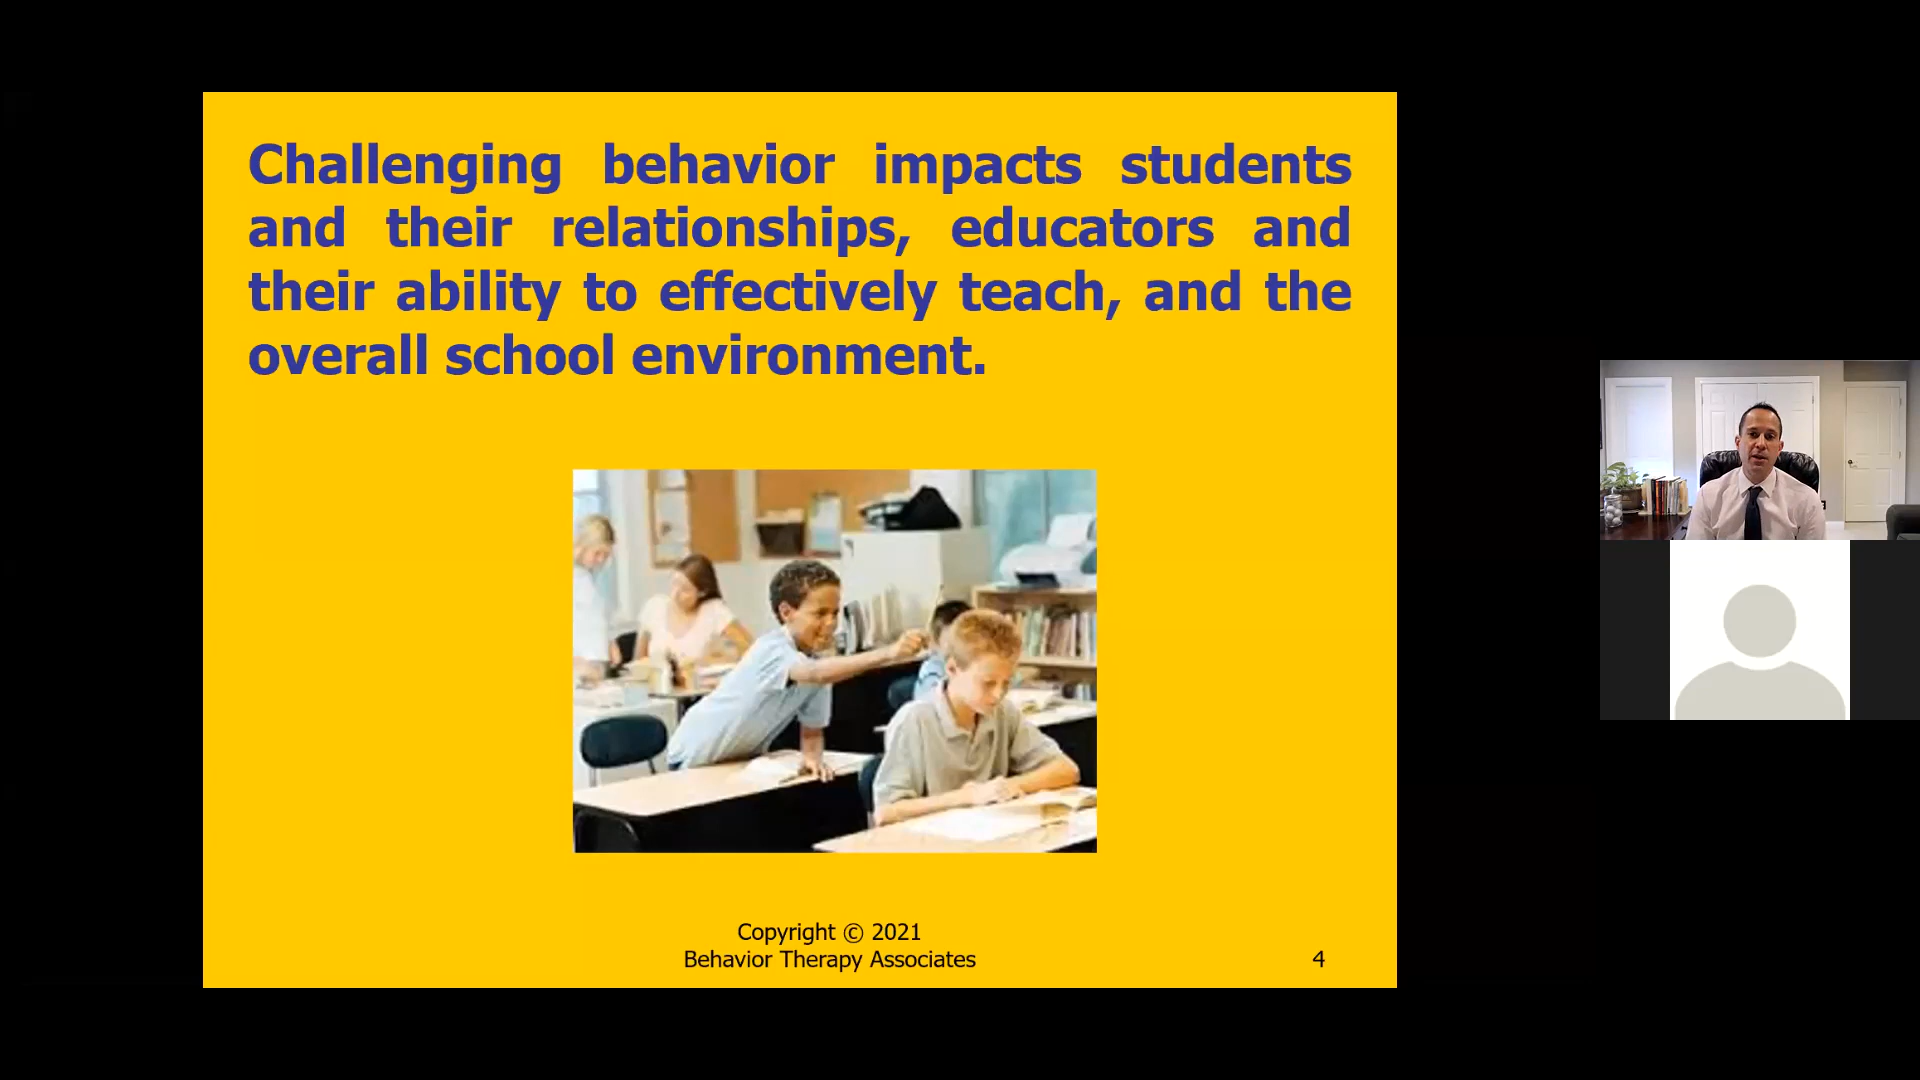 Challenging behavior impacts students
and their relationships, educators and
their ability to effectively teach, and the
overall school environment.
Copyright © 2021
Behavior Therapy Associates
4